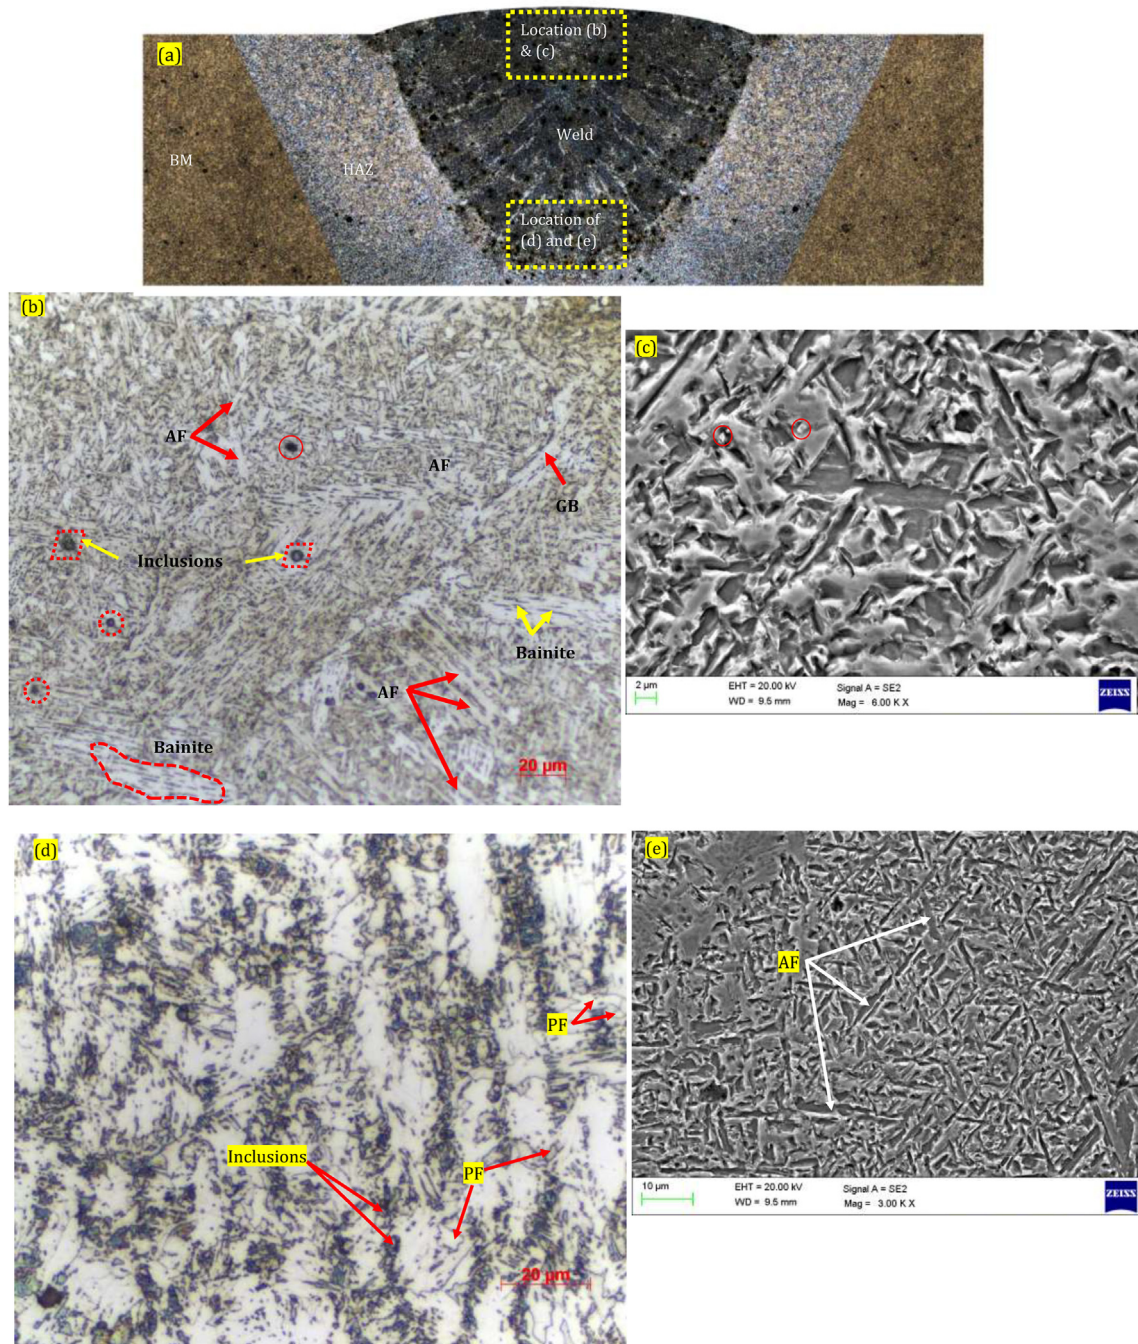 (a)
Location (b)
& (c)
Weld
BM
HAZ
Location of
(d) and (e)
(b)
AF
AF
GB
Inclusions
Bainite
AF
Bainite
20 µm
(c)
2 µm
EHT = 20.00 kV
WD = 9.5 mm
Signal A = SE2
Mag = 6.00 K X
ZEISS
(d)
PF
Inclusions
PF
20 µm
(e)
AF
10 µm
EHT = 20.00 kV
WD = 9.5 mm
Signal A = SE2
Mag = 3.00 K X
ZEISS